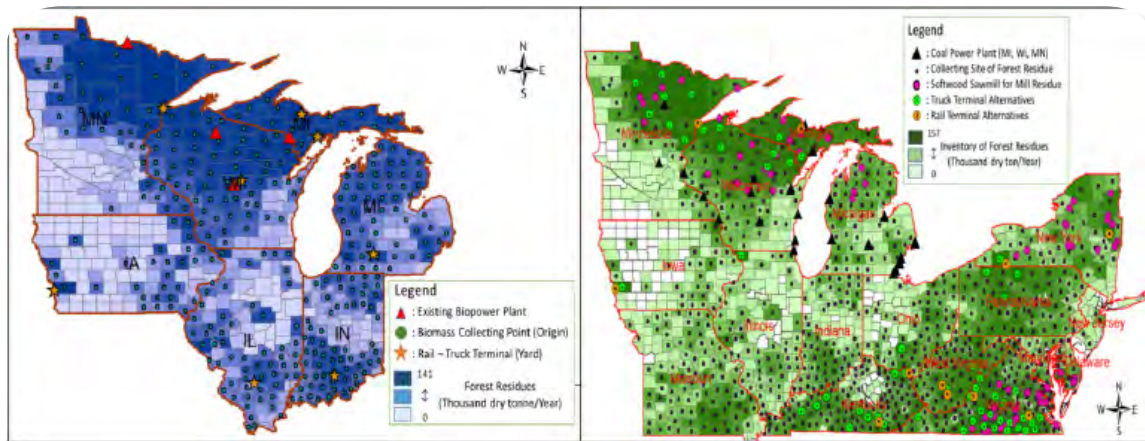 N
W E
S
MN
WI
MI
MI
IA
IL
IN
Legend
: Existing Biopower Plant
: Biomass Collecting Point (Origin)
: Rail – Truck Terminal (Yard)
141
↕
0
Forest Residues
(Thousand dry tonne/Year)
Legend
: Coal Power Plant (MI, WI, MN)
: Collecting Site of Forest Residue
: Softwood Sawmill for Mill Residue
: Truck Terminal Alternatives
: Rail Terminal Alternatives
157
↕
0
Inventory of Forest Residues
(Thousand dry ton/Year)
Minnesota
Wisconsin
Michigan
New York
Iowa
Pennsylvania
Illinois
Indiana
Ohio
New Jersey
West Virginia
Delaware
Missouri
Kentucky
N
W E
S